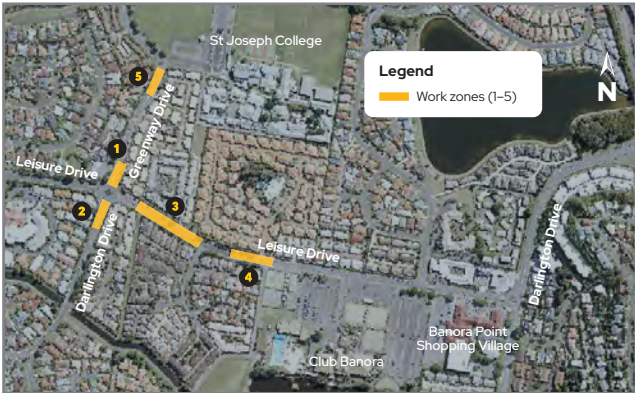 St Joseph College
Legend
Work zones (1–5)
N
5
Greenway Drive
1
Leisure Drive
2
3
Darlington Drive
Leisure Drive
4
Darlington Drive
Banora Point
Shopping Village
Club Banora